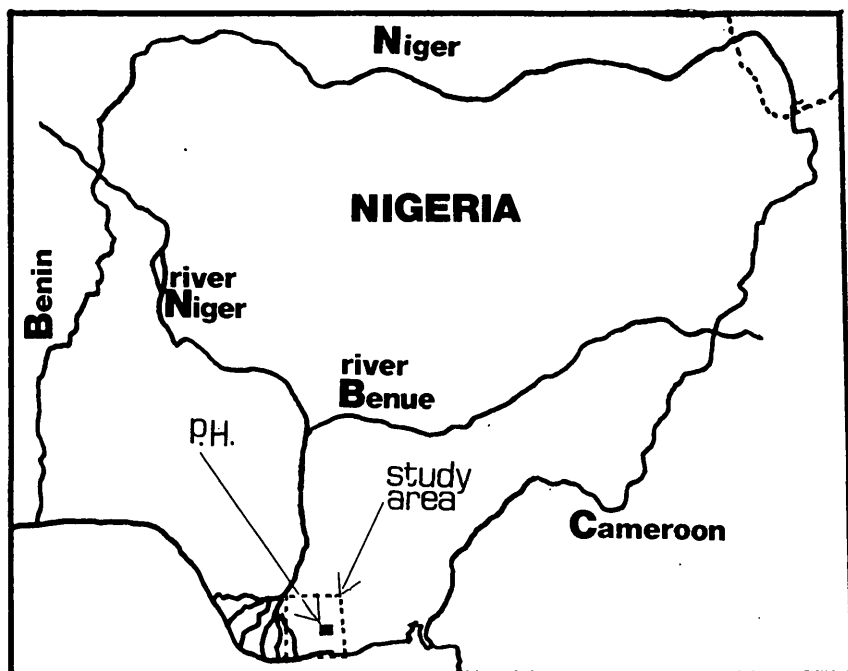 Niger
NIGERIA
Benin
river
Niger
river
Benue
P.H.
study
area
Cameroon